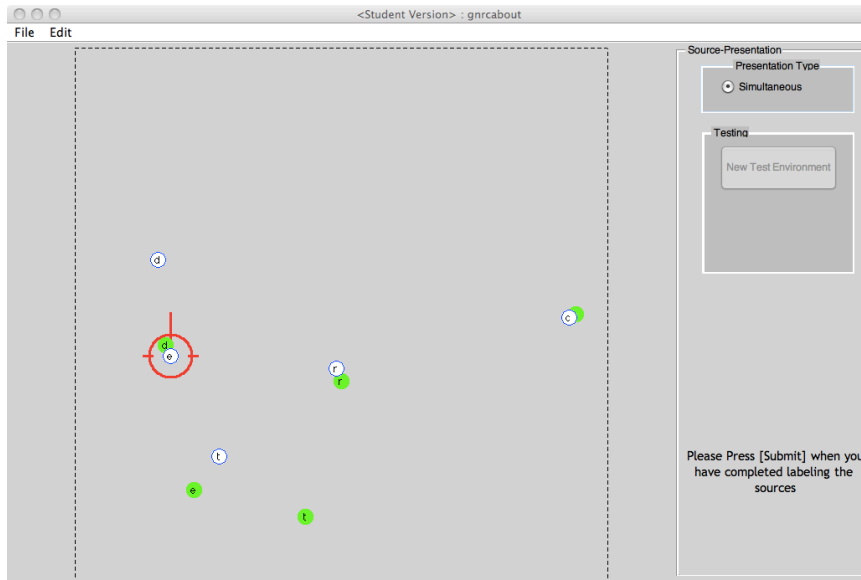 <Student Version> : gnrcabout
File Edit
Source-Presentation
Presentation Type
Simultaneous
Testing
New Test Environment
d
c
d
e
r
r
t
e
t
Please Press [Submit] when you
have completed labeling the
sources